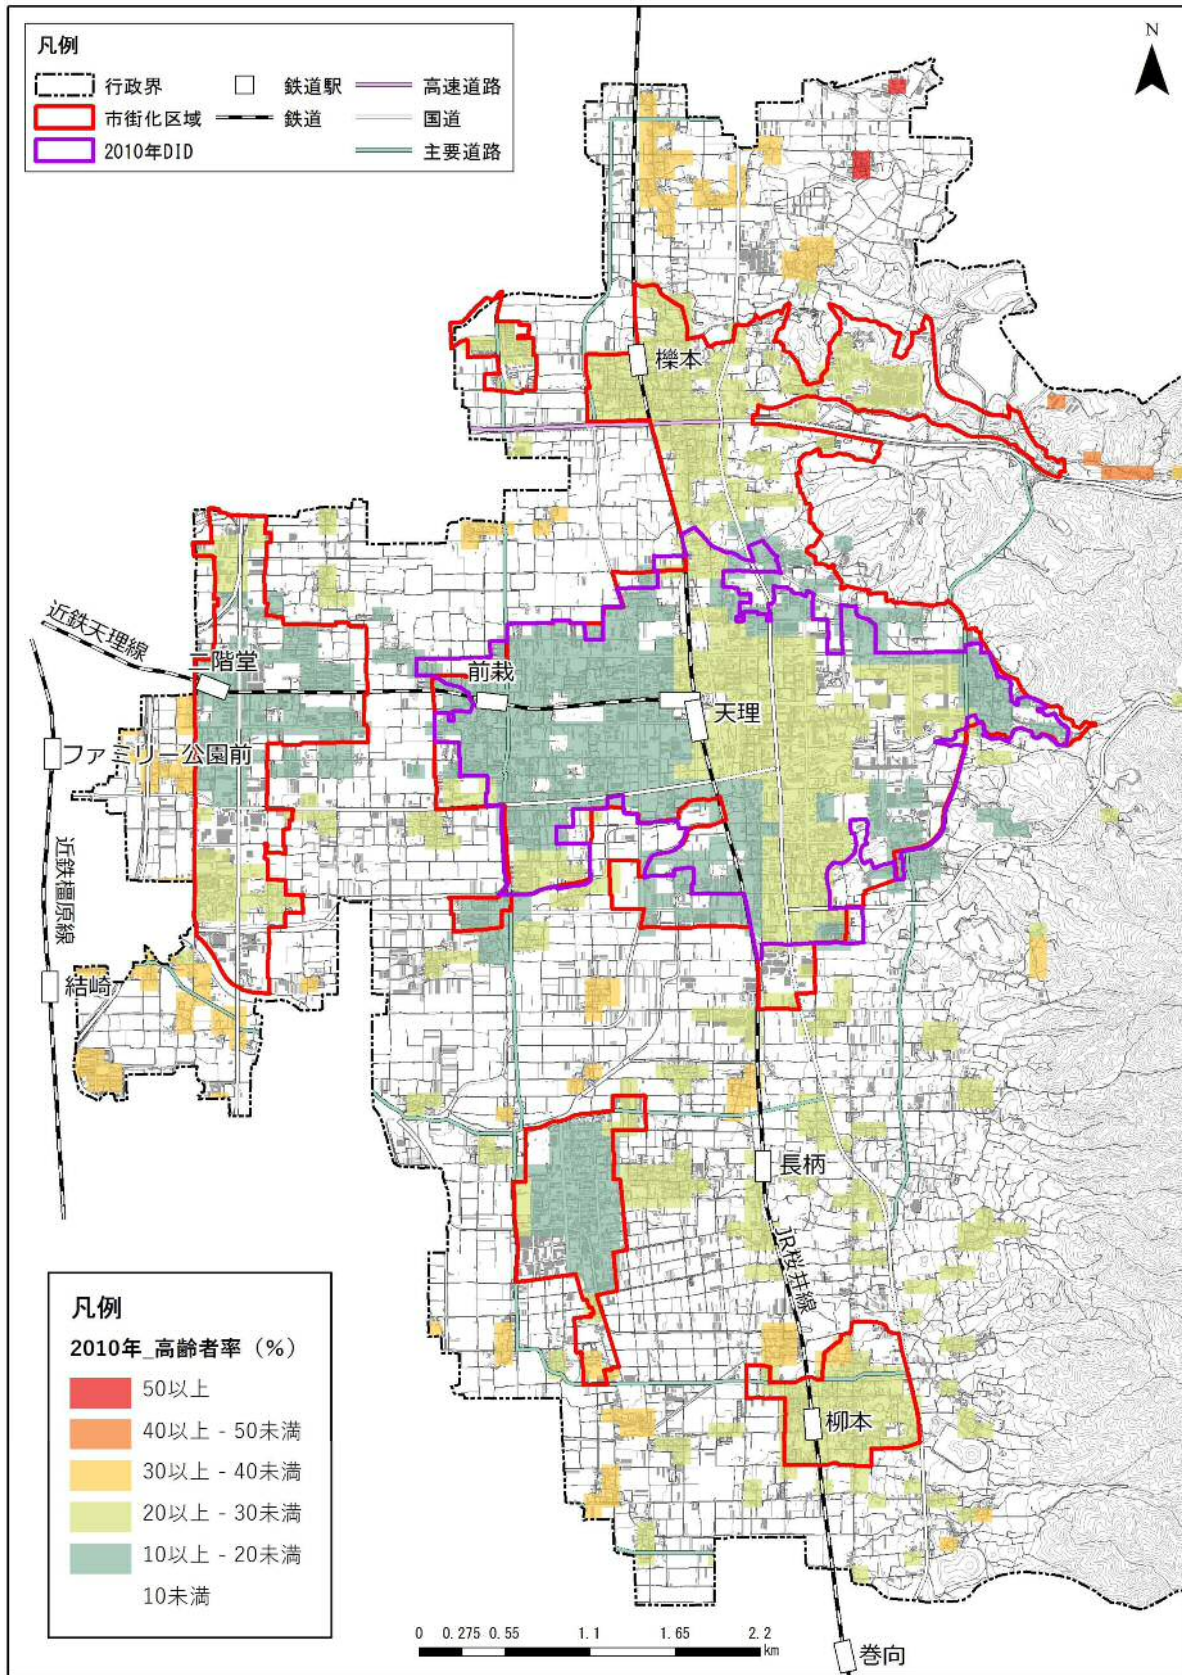 凡例
行政界
鉄道駅
高速道路
市街化区域
鉄道
国道
2010年DID
主要道路
N
櫟本
近鉄天理線
二階堂
前栽
天理
ファミリー公園前
近鉄橿原線
結崎
長柄
JR桜井線
柳本
巻向
凡例
2010年_高齢者率（%）
50以上
40以上 - 50未満
30以上 - 40未満
20以上 - 30未満
10以上 - 20未満
10未満
0 0.275 0.55 1.1 1.65 2.2
km